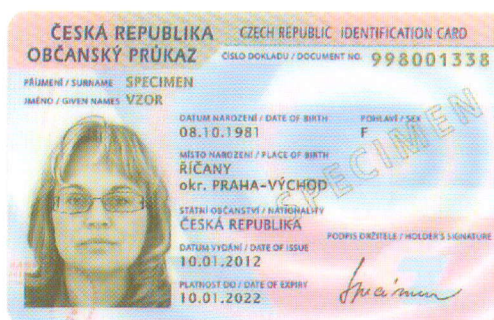 ČESKÁ REPUBLIKA CZECH REPUBLIC IDENTIFICATION CARD
OBČANSKÝ PRŮKAZ ČÍSLO DOKLADU / DOCUMENT NO. 998001338
PŘÍJMENÍ / SURNAME SPECIMEN
JMÉNO / GIVEN NAMES VZOR
DATUM NAROZENÍ / DATE OF BIRTH POHLAVÍ / SEX
08.10.1981 F
MÍSTO NAROZENÍ / PLACE OF BIRTH
ŘÍČANY
okr. PRAHA-VÝCHOD
SPECIMEN
STÁTNÍ OBČANSTVÍ / NATIONALITY
ČESKÁ REPUBLIKA
PODPIS DRŽITELE / HOLDER'S SIGNATURE
DATUM VYDÁNÍ / DATE OF ISSUE
10.01.2012
PLATNOST DO / DATE OF EXPIRY
10.01.2022
Specimen